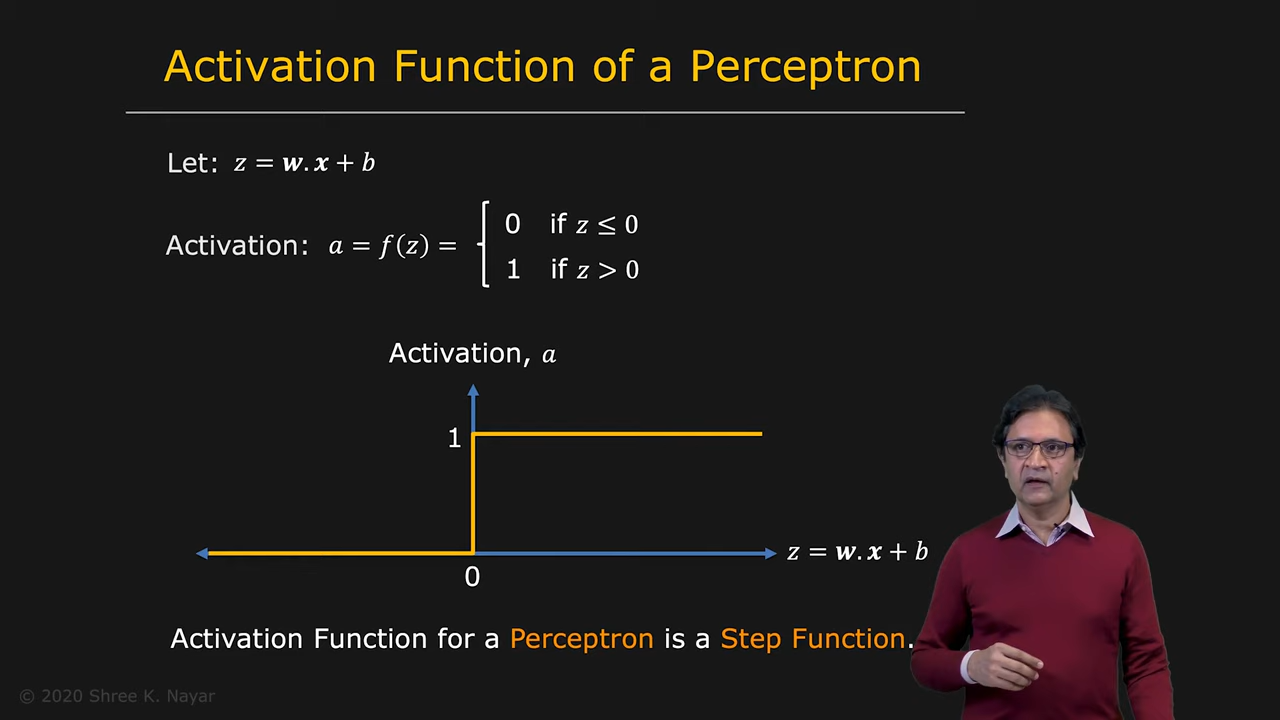 Activation Function of a Perceptron
Let: z = w.x + b
Activation: a = f(z) =
0 if z ≤ 0
1 if z > 0
Activation, a
1
z = w.x + b
0
Activation Function for a Perceptron is a Step Function.
© 2020 Shree K. Nayar